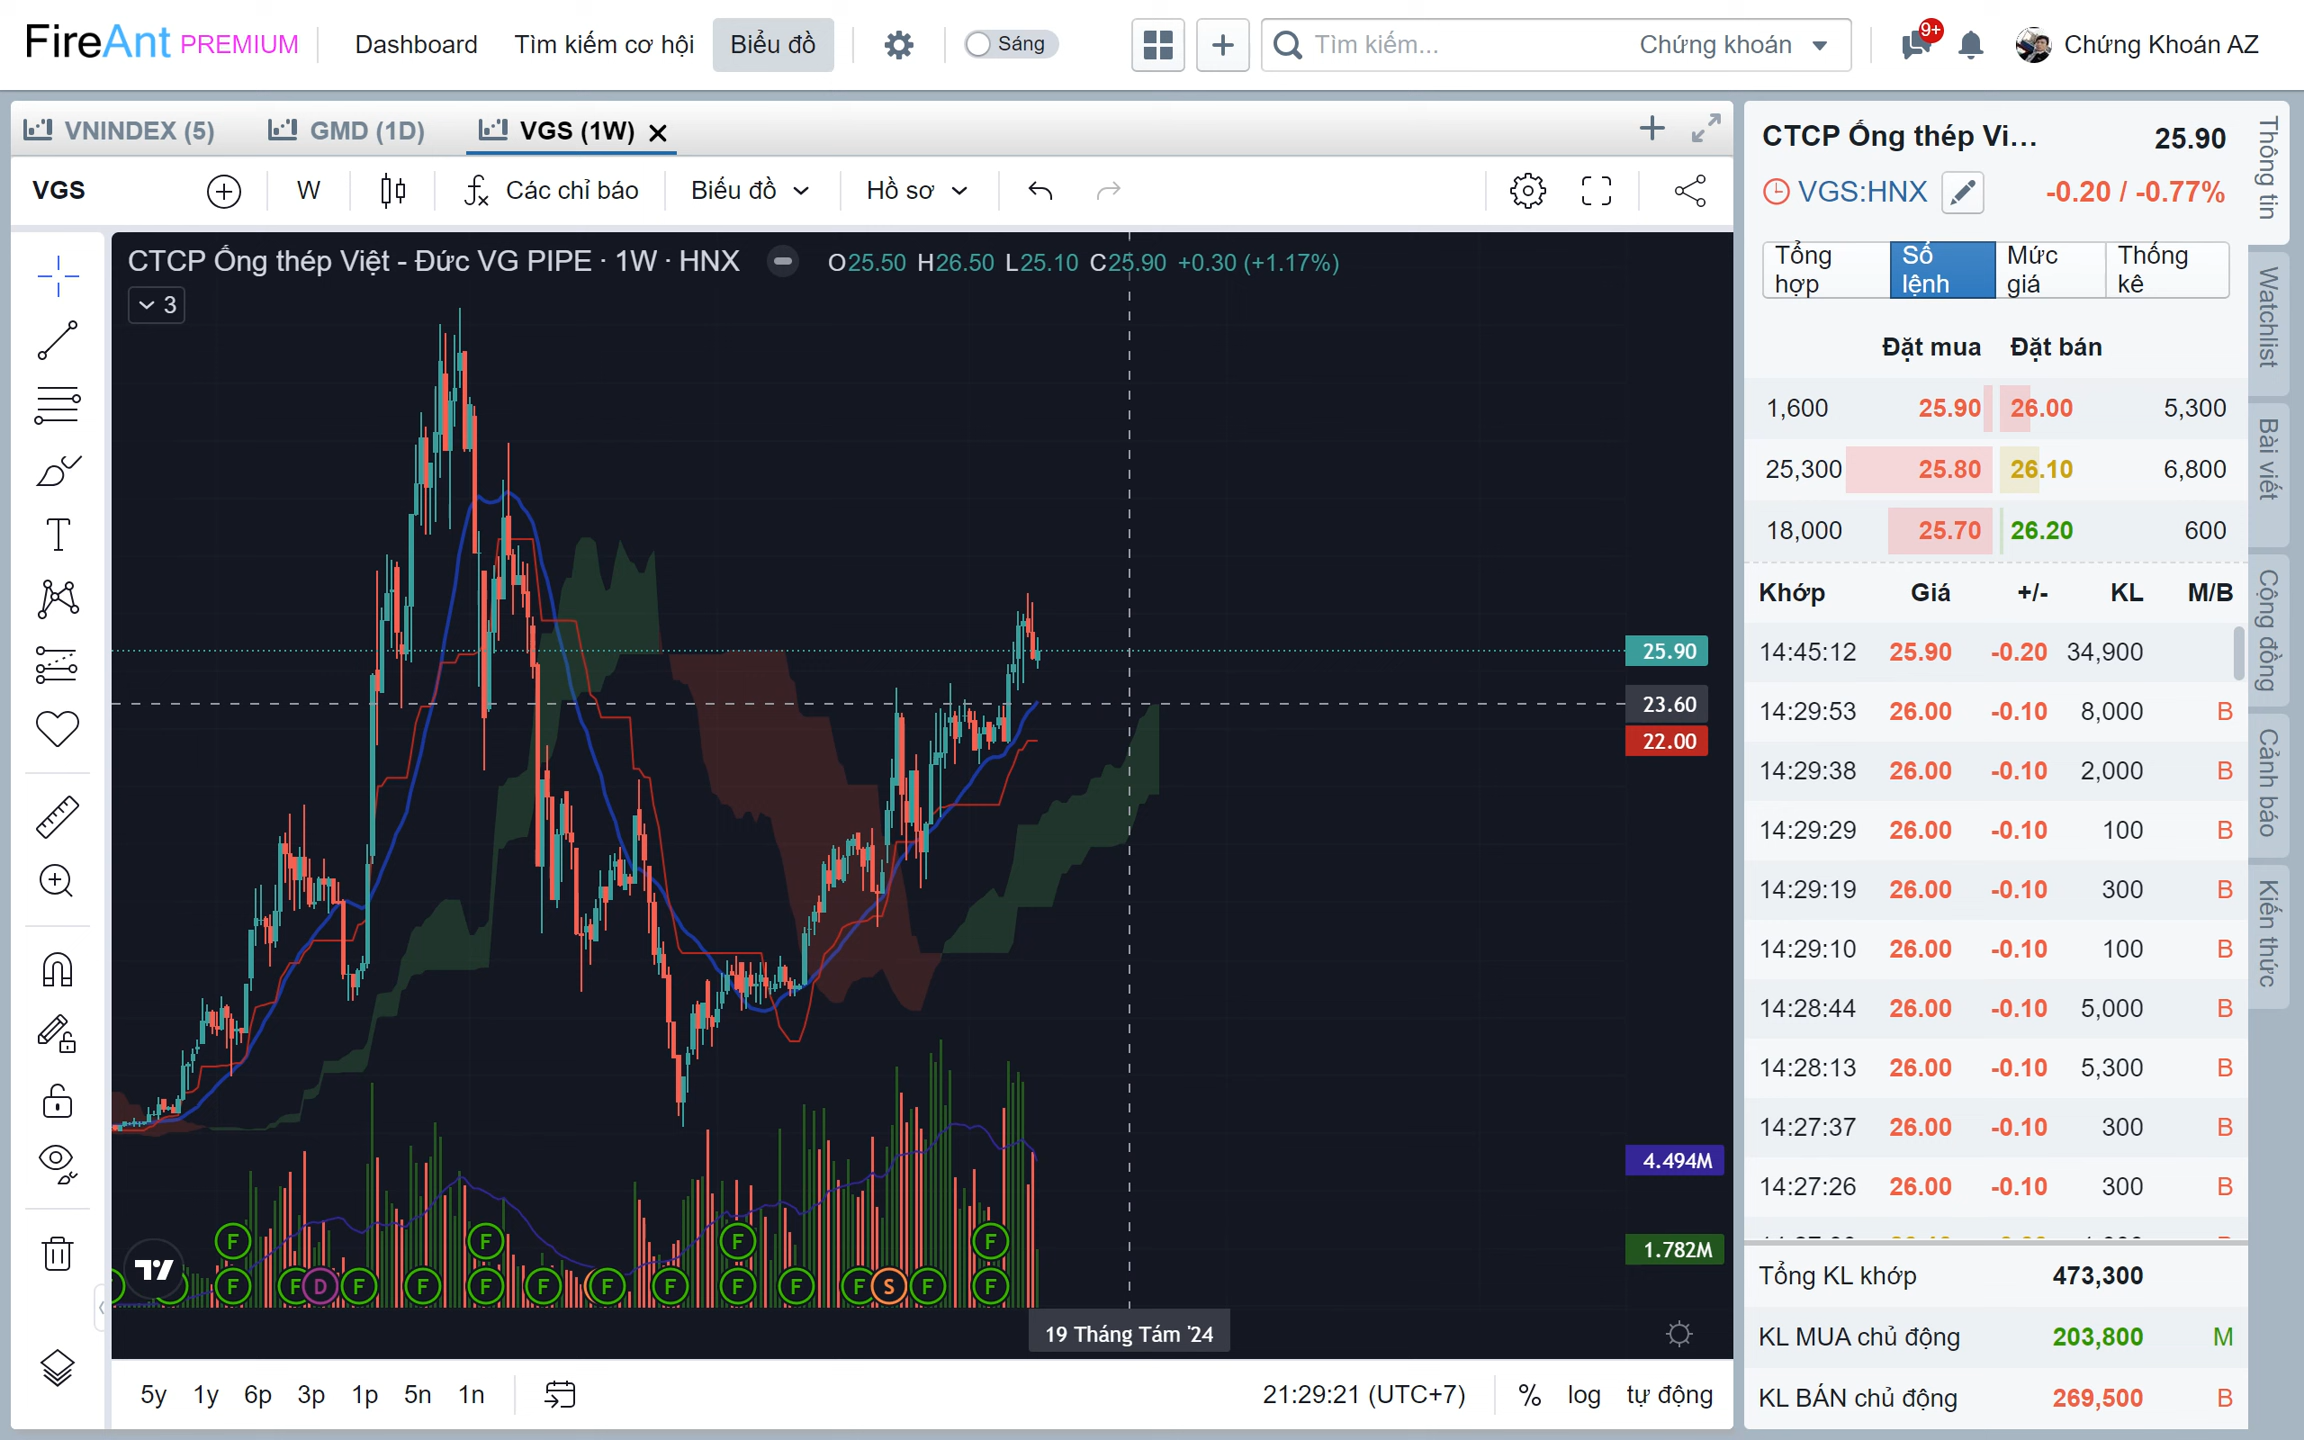 FireAnt PREMIUM Dashboard Tìm kiếm cơ hội Biểu đồ Sáng Tìm kiếm... Chứng khoán 9+ Chứng Khoán AZ
VNINDEX (5) GMD (1D) VGS (1W)
VGS W Các chỉ báo Biểu đồ Hồ sơ
CTCP Ống thép Việt - Đức VG PIPE · 1W · HNX O25.50 H26.50 L25.10 C25.90 +0.30 (+1.17%)
3
25.90
23.60
22.00
4.494M
1.782M
F F F F
F F D F F F F F F F F F S F F
19 Tháng Tám '24
5y 1y 6p 3p 1p 5n 1n 21:29:21 (UTC+7) % log tự động
CTCP Ống thép Vi... 25.90
VGS:HNX -0.20 / -0.77%
Tổng hợp Sổ lệnh Mức giá Thống kê
Đặt mua Đặt bán
1,600 25.90 26.00 5,300
25,300 25.80 26.10 6,800
18,000 25.70 26.20 600
Khớp Giá +/- KL M/B
14:45:12 25.90 -0.20 34,900
14:29:53 26.00 -0.10 8,000 B
14:29:38 26.00 -0.10 2,000 B
14:29:29 26.00 -0.10 100 B
14:29:19 26.00 -0.10 300 B
14:29:10 26.00 -0.10 100 B
14:28:44 26.00 -0.10 5,000 B
14:28:13 26.00 -0.10 5,300 B
14:27:37 26.00 -0.10 300 B
14:27:26 26.00 -0.10 300 B
Tổng KL khớp 473,300
KL MUA chủ động 203,800 M
KL BÁN chủ động 269,500 B
Thông tin
Watchlist
Bài viết
Cộng đồng
Cảnh báo
Kiến thức